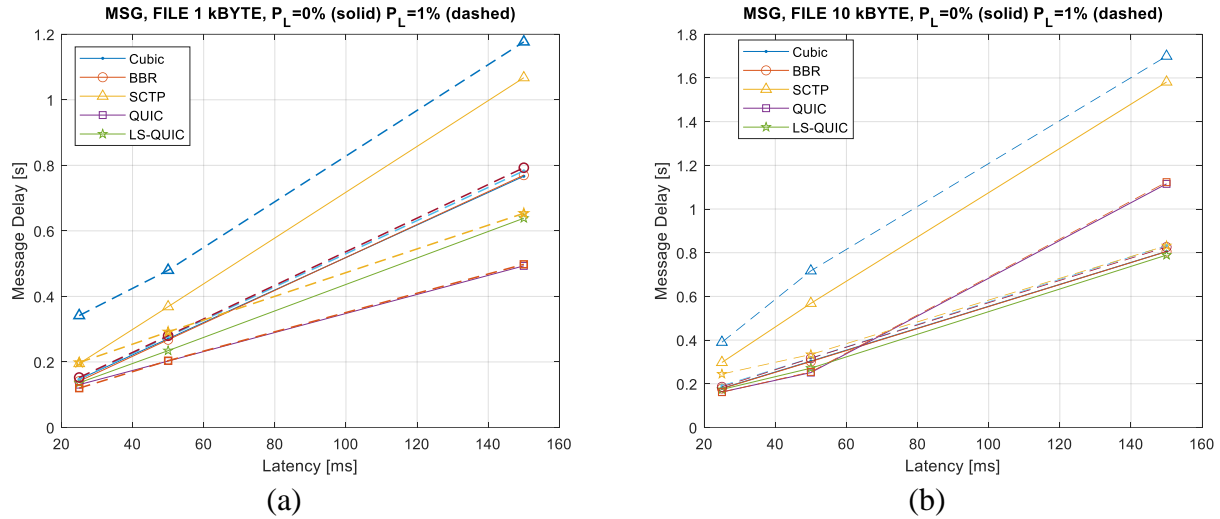 MSG, FILE 1 kBYTE, P_L=0% (solid) P_L=1% (dashed)
Message Delay [s]
1.2
1
0.8
0.6
0.4
0.2
0
Cubic
BBR
SCTP
QUIC
LS-QUIC
20 40 60 80 100 120 140 160
Latency [ms]
(a)
MSG, FILE 10 kBYTE, P_L=0% (solid) P_L=1% (dashed)
Message Delay [s]
1.8
1.6
1.4
1.2
1
0.8
0.6
0.4
0.2
0
Cubic
BBR
SCTP
QUIC
LS-QUIC
20 40 60 80 100 120 140 160
Latency [ms]
(b)